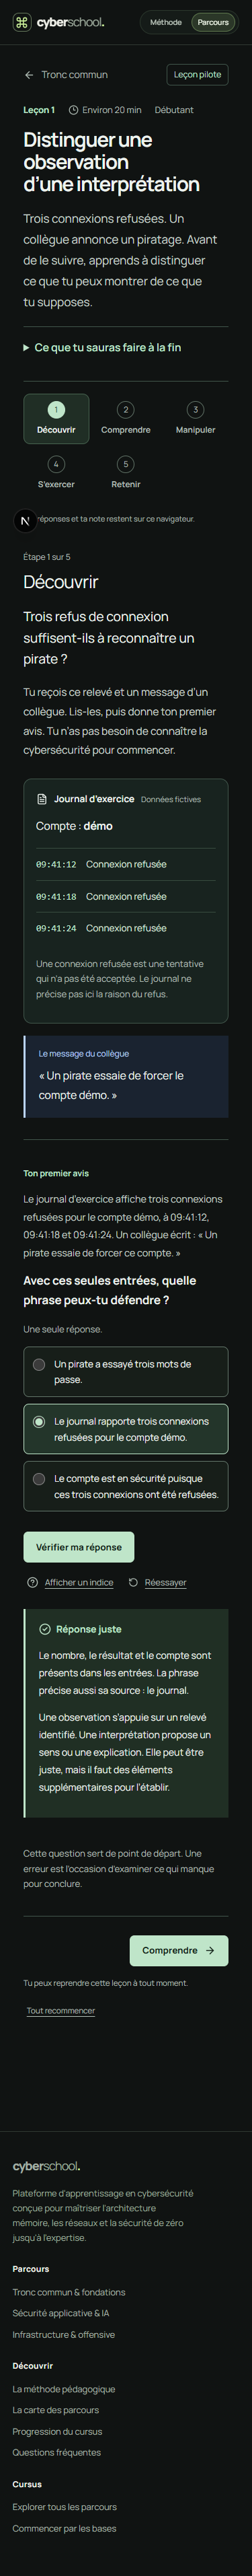 cyberschool.
Méthode
Parcours
Tronc commun
Leçon pilote
Leçon 1
Environ 20 min
Débutant
Distinguer une
observation
d'une interprétation
Trois connexions refusées. Un
collègue annonce un piratage. Avant
de le suivre, apprends à distinguer
ce que tu peux montrer de ce que
tu supposes.
Ce que tu sauras faire à la fin
1
Découvrir
2
Comprendre
3
Manipuler
4
S'exercer
5
Retenir
N
réponses et ta note restent sur ce navigateur.
Étape 1 sur 5
Découvrir
Trois refus de connexion
suffisent-ils à reconnaître un
pirate ?
Tu reçois ce relevé et un message d'un
collègue. Lis-les, puis donne ton premier
avis. Tu n'as pas besoin de connaître la
cybersécurité pour commencer.
Journal d'exercice Données fictives
Compte : démo
09:41:12 Connexion refusée
09:41:18 Connexion refusée
09:41:24 Connexion refusée
Une connexion refusée est une tentative
qui n'a pas été acceptée. Le journal ne
précise pas ici la raison du refus.
Le message du collègue
« Un pirate essaie de forcer le
compte démo. »
Ton premier avis
Le journal d'exercice affiche trois connexions
refusées pour le compte démo, à 09:41:12,
09:41:18 et 09:41:24. Un collègue écrit : « Un
pirate essaie de forcer ce compte. »
Avec ces seules entrées, quelle
phrase peux-tu défendre ?
Une seule réponse.
Un pirate a essayé trois mots de
passe.
Le journal rapporte trois connexions
refusées pour le compte démo.
Le compte est en sécurité puisque
ces trois connexions ont été refusées.
Vérifier ma réponse
Afficher un indice
Réessayer
Réponse juste
Le nombre, le résultat et le compte sont
présents dans les entrées. La phrase
précise aussi sa source : le journal.
Une observation s'appuie sur un relevé
identifié. Une interprétation propose un
sens ou une explication. Elle peut être
juste, mais il faut des éléments
supplémentaires pour l'établir.
Cette question sert de point de départ. Une
erreur est l'occasion d'examiner ce qui manque
pour conclure.
Comprendre
Tu peux reprendre cette leçon à tout moment.
Tout recommencer
cyberschool.
Plateforme d'apprentissage en cybersécurité
conçue pour maîtriser l'architecture
mémoire, les réseaux et la sécurité de zéro
jusqu'à l'expertise.
Parcours
Tronc commun & fondations
Sécurité applicative & IA
Infrastructure & offensive
Découvrir
La méthode pédagogique
La carte des parcours
Progression du cursus
Questions fréquentes
Cursus
Explorer tous les parcours
Commencer par les bases